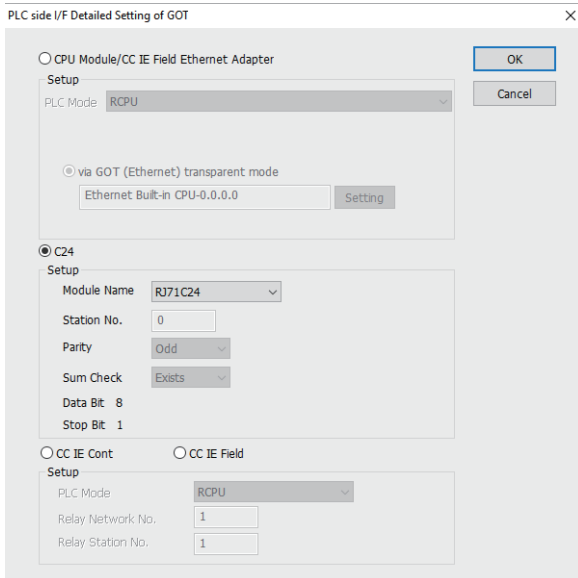 PLC side I/F Detailed Setting of GOT
CPU Module/CC IE Field Ethernet Adapter
OK
Setup
PLC Mode RCPU
Cancel
via GOT (Ethernet) transparent mode
Ethernet Built-in CPU-0.0.0.0 Setting
C24
Setup
Module Name RJ71C24
Station No. 0
Parity Odd
Sum Check Exists
Data Bit 8
Stop Bit 1
CC IE Cont CC IE Field
Setup
PLC Mode RCPU
Relay Network No. 1
Relay Station No. 1